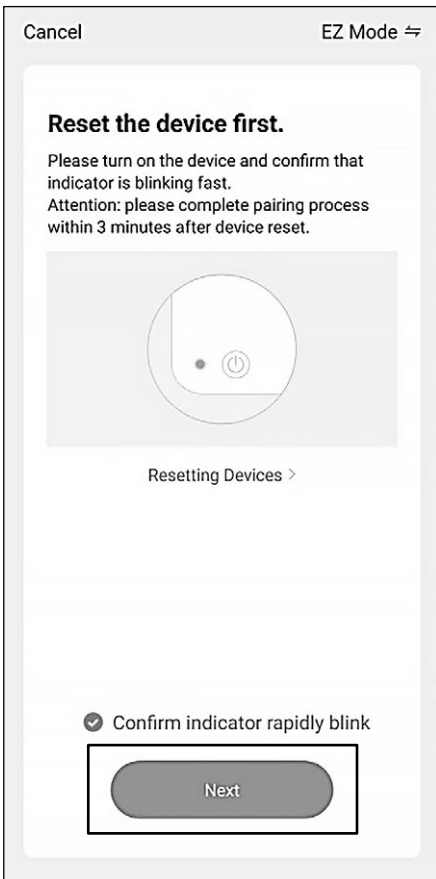 Cancel
EZ Mode ⇋
Reset the device first.
Please turn on the device and confirm that
indicator is blinking fast.
Attention: please complete pairing process
within 3 minutes after device reset.
Resetting Devices >
Confirm indicator rapidly blink
Next